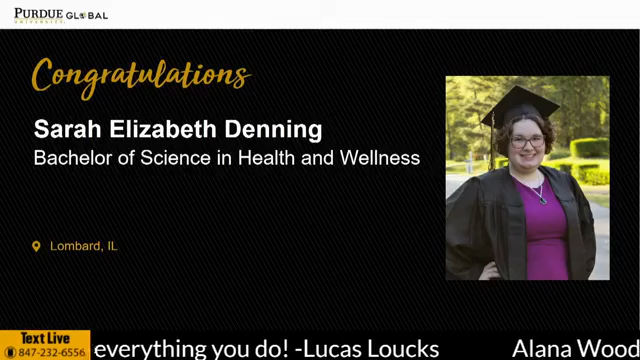 PURDUE GLOBAL
UNIVERSITY
Congratulations
Sarah Elizabeth Denning
Bachelor of Science in Health and Wellness
Lombard, IL
Text Live
847-232-6556
everything you do! -Lucas Loucks
Alana Wood